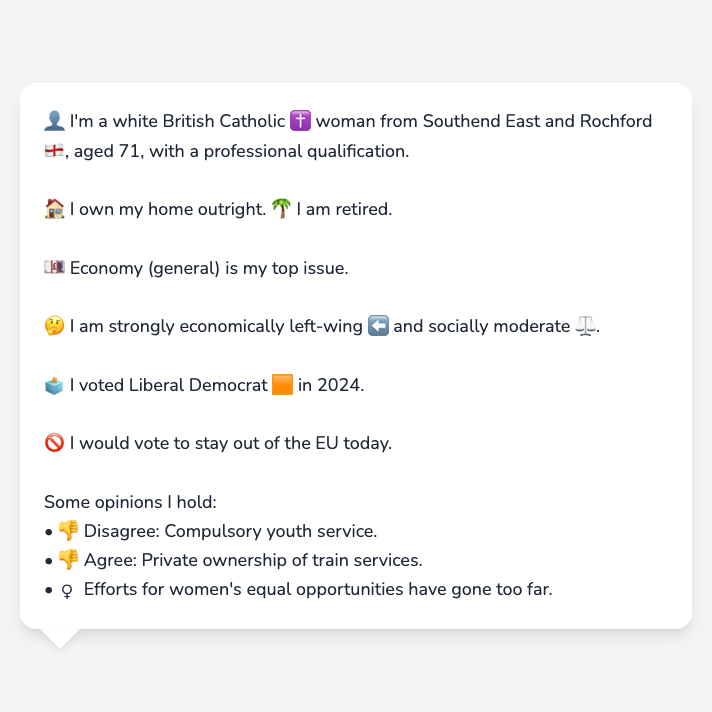 👤 I'm a white British Catholic ✝️ woman from Southend East and Rochford
🏴󠁧󠁢󠁥󠁮󠁧󠁿, aged 71, with a professional qualification.
🏠 I own my home outright. 🌴 I am retired.
💷 Economy (general) is my top issue.
🤔 I am strongly economically left-wing ⬅️ and socially moderate ⚖️.
🗳️ I voted Liberal Democrat 🟧 in 2024.
🚫 I would vote to stay out of the EU today.
Some opinions I hold:
• 👎 Disagree: Compulsory youth service.
• 👎 Agree: Private ownership of train services.
• ♀ Efforts for women's equal opportunities have gone too far.